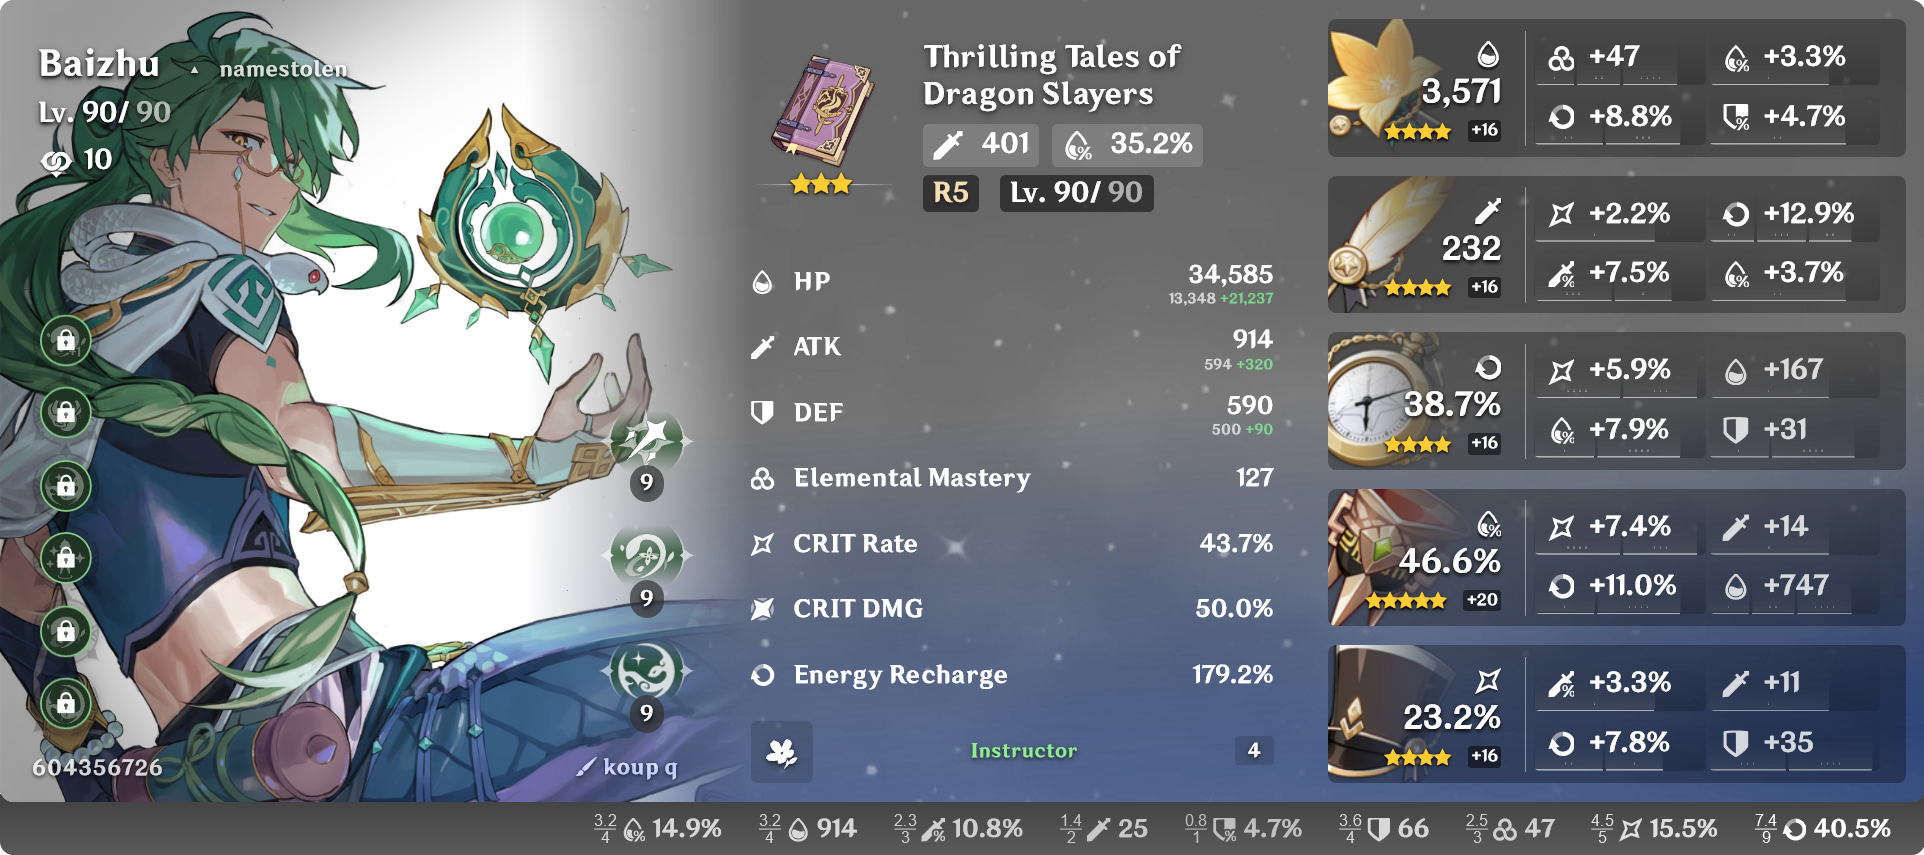 Baizhu ▲ namestolen
Lv. 90/ 90
10
9
9
9
604356726
koup q
Thrilling Tales of
Dragon Slayers
401 35.2%
R5 Lv. 90/ 90
HP 34,585
13,348 +21,237
ATK 914
594 +320
DEF 590
500 +90
Elemental Mastery 127
CRIT Rate 43.7%
CRIT DMG 50.0%
Energy Recharge 179.2%
Instructor 4
3,571
+16
+47 +3.3%
+8.8% +4.7%
232
+16
+2.2% +12.9%
+7.5% +3.7%
38.7%
+16
+5.9% +167
+7.9% +31
46.6%
+20
+7.4% +14
+11.0% +747
23.2%
+16
+3.3% +11
+7.8% +35
3.2/4 % 14.9% 3.2/4 914 2.3/3 % 10.8% 1.4/2 25 0.8/1 % 4.7% 3.6/4 66 2.5/3 47 4.5/5 15.5% 7.4/9 40.5%